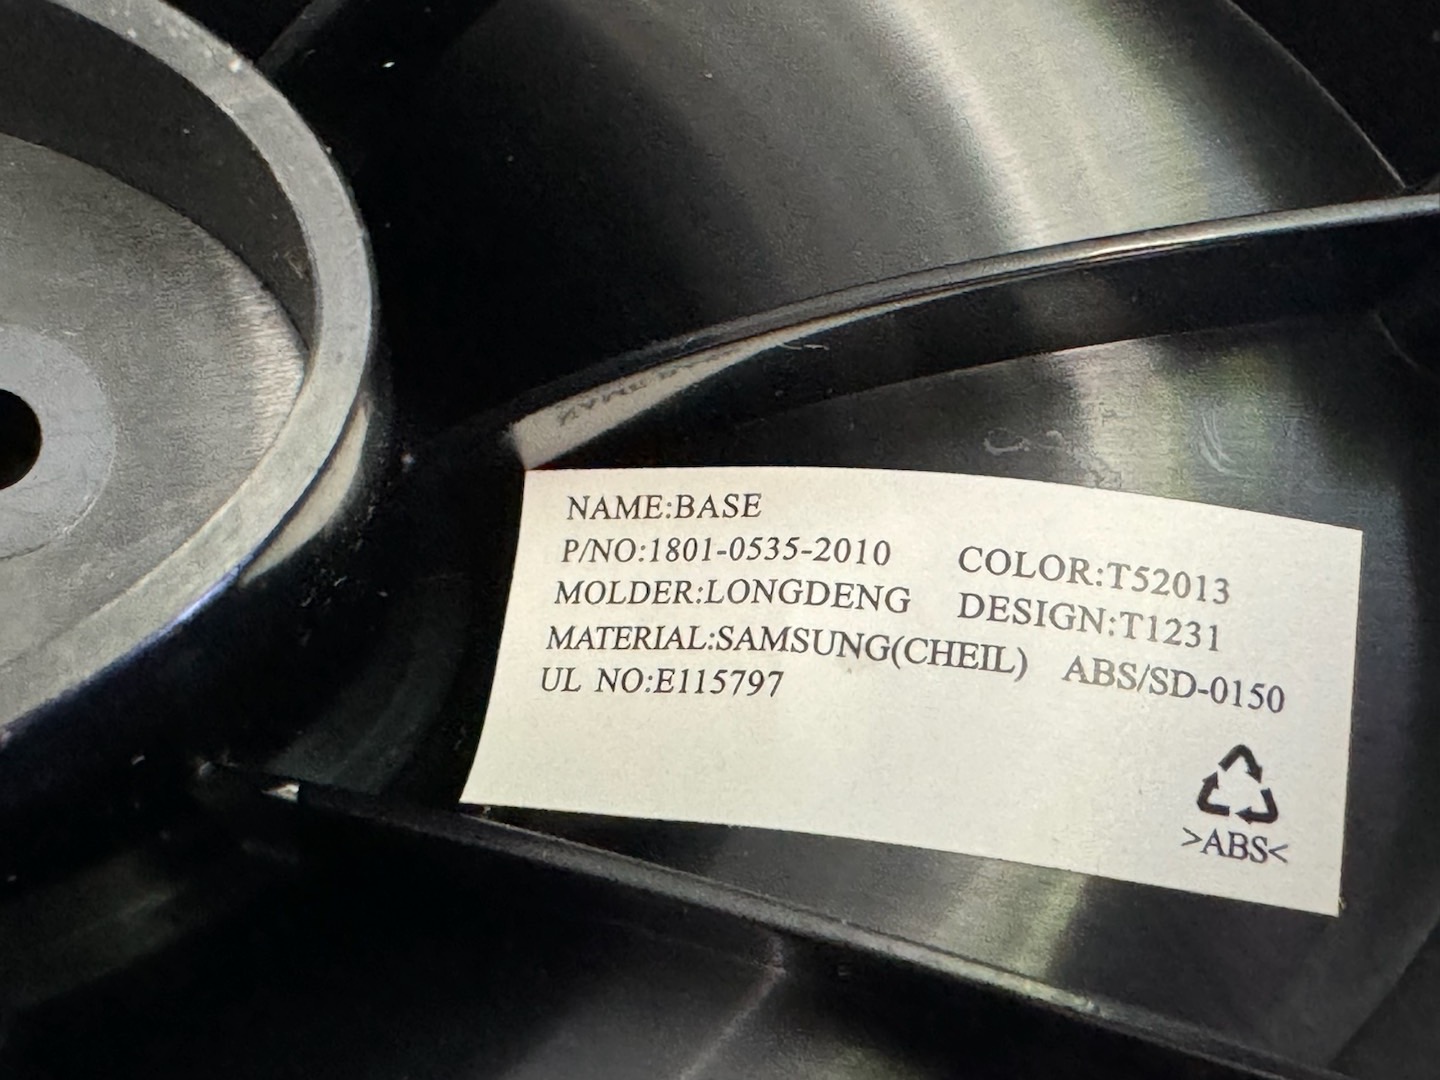 NAME:BASE
P/NO:1801-0535-2010 COLOR:T52013
MOLDER:LONGDENG DESIGN:T1231
MATERIAL:SAMSUNG(CHEIL) ABS/SD-0150
UL NO:E115797
>ABS<